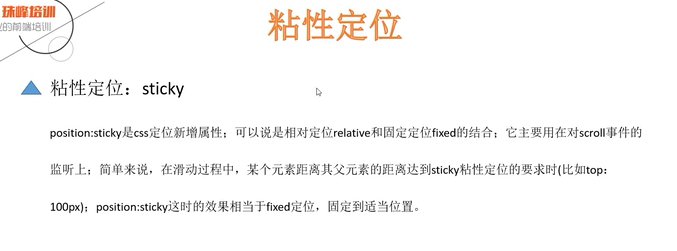 珠峰培训
业的前端培训
粘性定位
粘性定位：sticky
position:sticky是css定位新增属性；可以说是相对定位relative和固定定位fixed的结合；它主要用在对scroll事件的
监听上；简单来说，在滑动过程中，某个元素距离其父元素的距离达到sticky粘性定位的要求时(比如top：
100px)；position:sticky这时的效果相当于fixed定位，固定到适当位置。